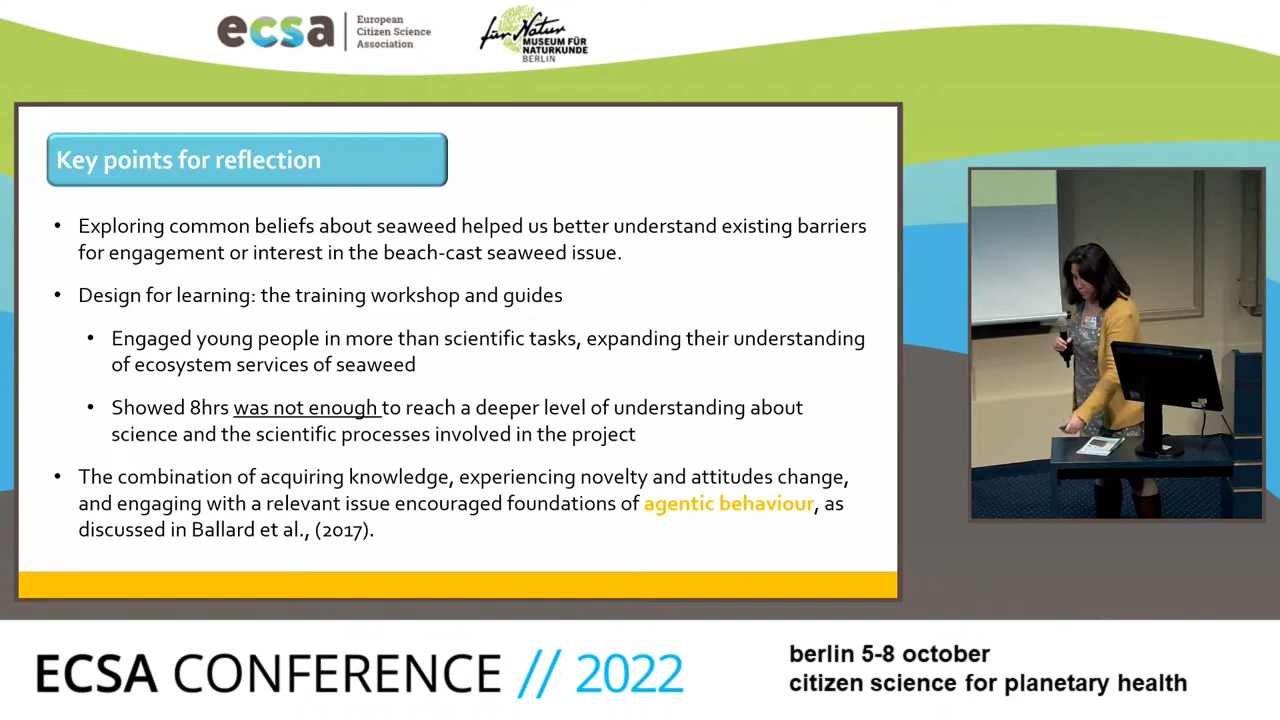 ecsa
European
Citizen Science
Association
für Natur
MUSEUM FÜR
NATURKUNDE
BERLIN
Key points for reflection
• Exploring common beliefs about seaweed helped us better understand existing barriers
for engagement or interest in the beach-cast seaweed issue.
• Design for learning: the training workshop and guides
• Engaged young people in more than scientific tasks, expanding their understanding
of ecosystem services of seaweed
• Showed 8hrs was not enough to reach a deeper level of understanding about
science and the scientific processes involved in the project
• The combination of acquiring knowledge, experiencing novelty and attitudes change,
and engaging with a relevant issue encouraged foundations of agentic behaviour, as
discussed in Ballard et al., (2017).
ECSA CONFERENCE // 2022
berlin 5-8 october
citizen science for planetary health